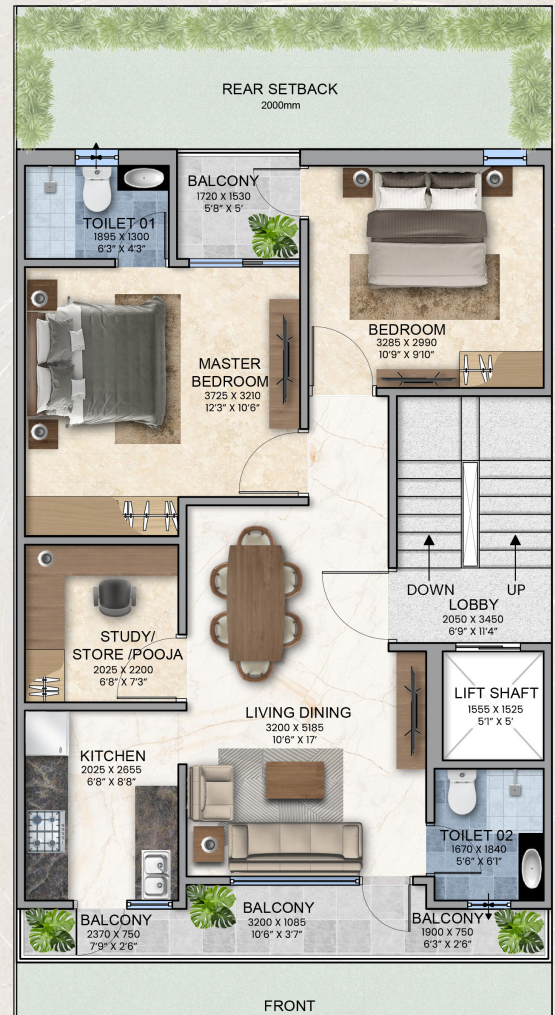 REAR SETBACK
2000mm
BALCONY
1720 X 1530
5'8" X 5'
TOILET 01
1895 X 1300
6'3" X 4'3"
BEDROOM
3285 X 2990
10'9" X 9'10"
MASTER
BEDROOM
3725 X 3210
12'3" X 10'6"
DOWN
UP
LOBBY
2050 X 3450
6'9" X 11'4"
STUDY/
STORE /POOJA
2025 X 2200
6'8" X 7'3"
LIFT SHAFT
1555 X 1525
5'1" X 5'
LIVING DINING
3200 X 5185
10'6" X 17'
KITCHEN
2025 X 2655
6'8" X 8'8"
TOILET 02
1670 X 1840
5'6" X 6'1"
BALCONY
2370 X 750
7'9" X 2'6"
BALCONY
3200 X 1085
10'6" X 3'7"
BALCONY
1900 X 750
6'3" X 2'6"
FRONT